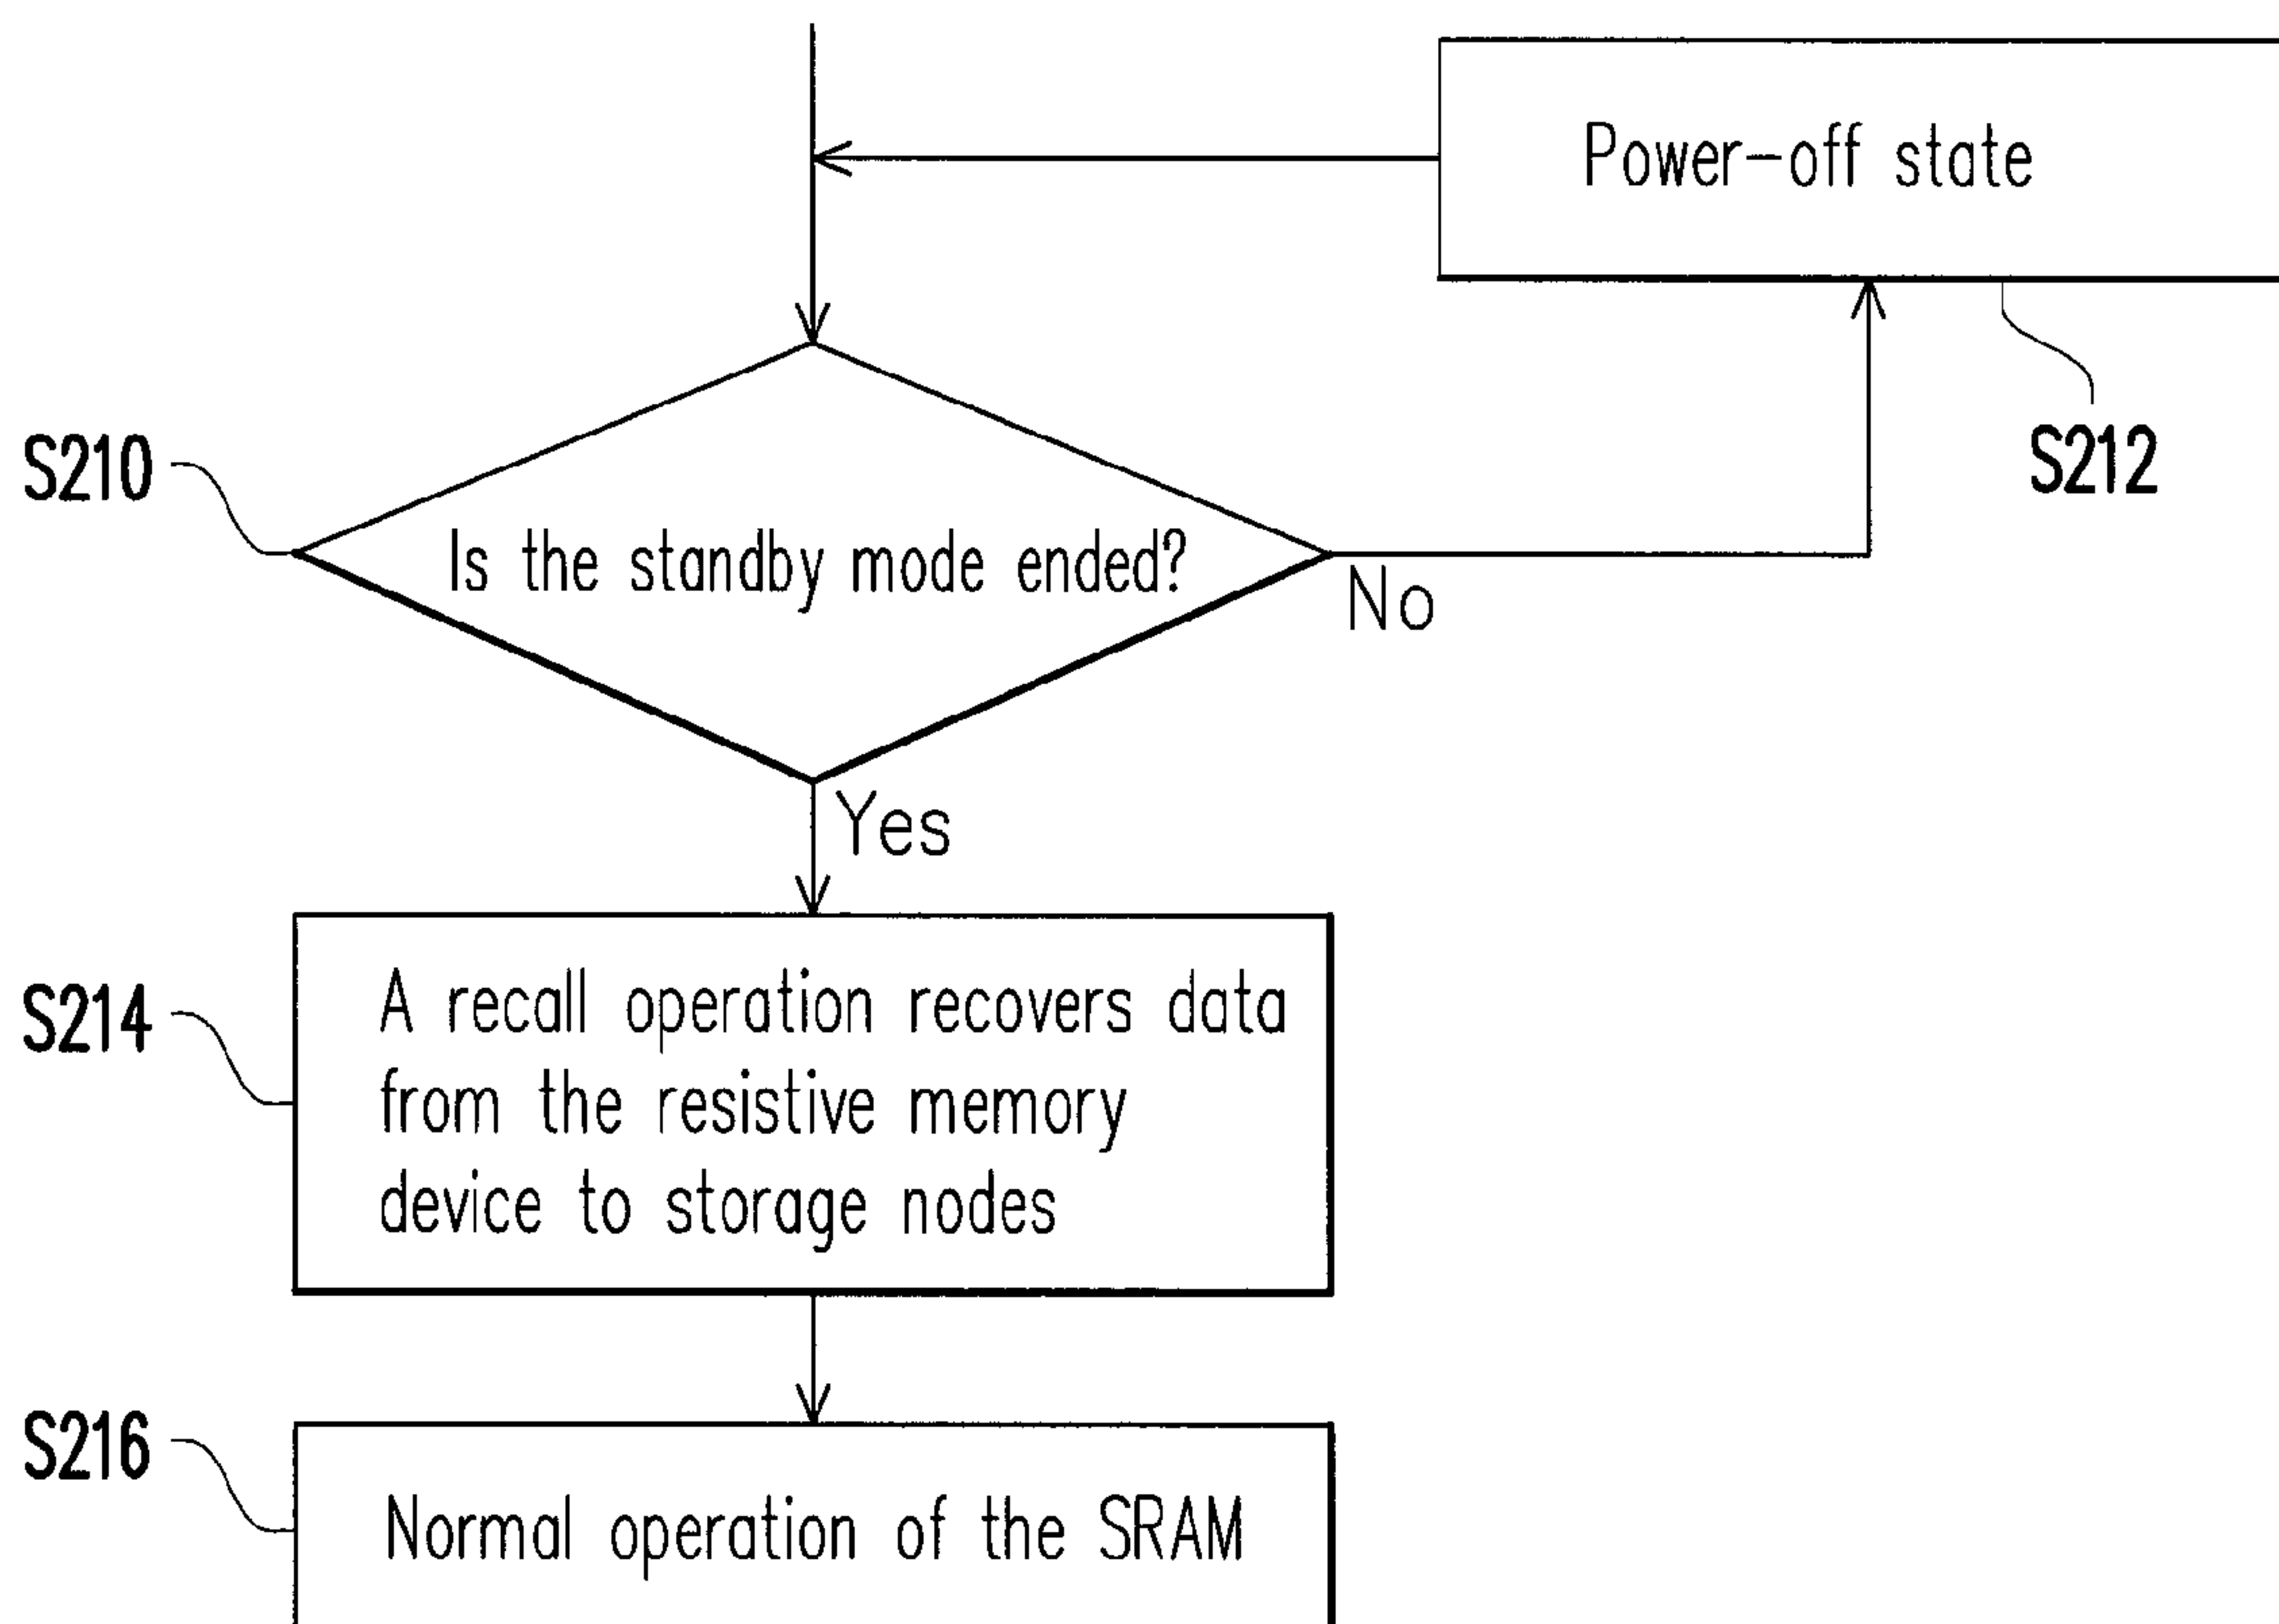 Power-off state
S212
S210
Is the standby mode ended?
No
Yes
S214
A recall operation recovers data
from the resistive memory
device to storage nodes
S216
Normal operation of the SRAM